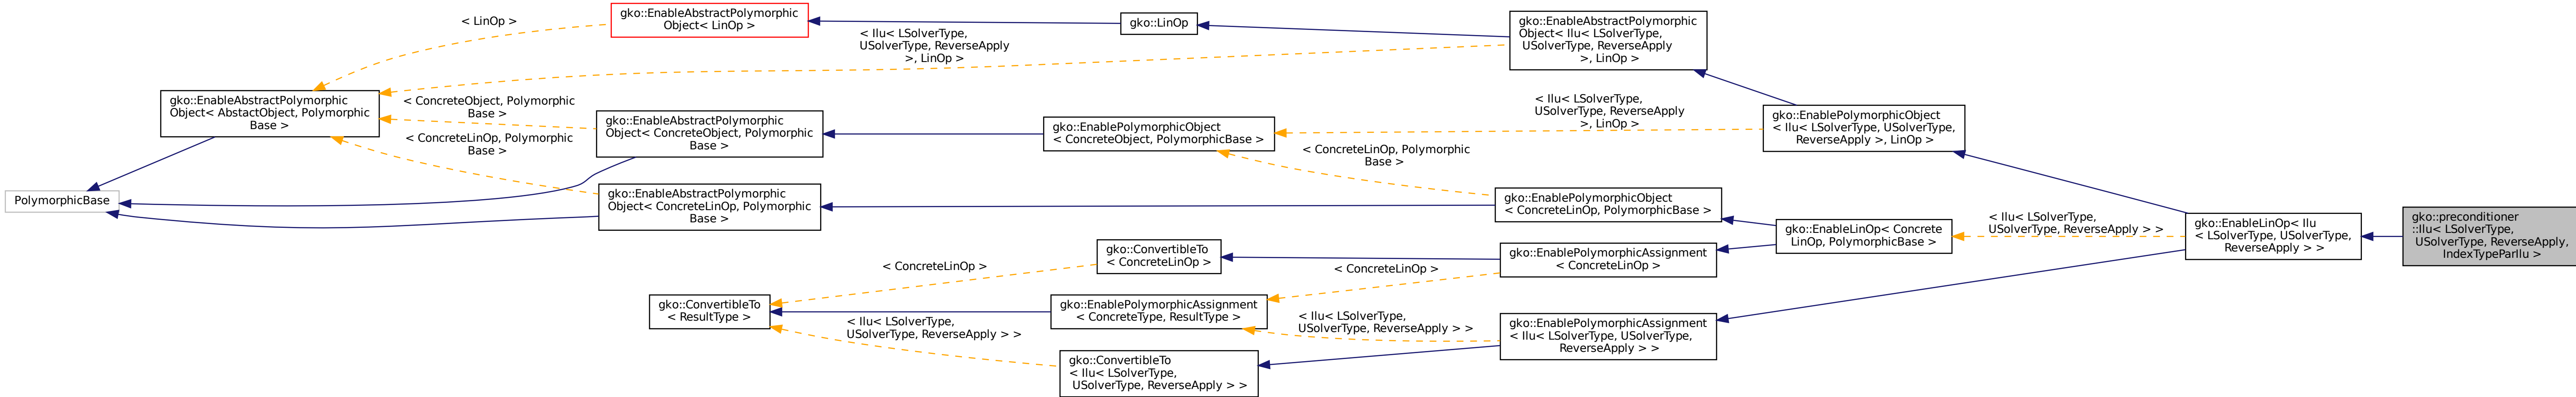 gko::EnableAbstractPolymorphic
Object< LinOp >
< LinOp >
gko::LinOp
gko::EnableAbstractPolymorphic
Object< Ilu< LSolverType,
USolverType, ReverseApply
>, LinOp >
< Ilu< LSolverType,
USolverType, ReverseApply
>, LinOp >
gko::EnableAbstractPolymorphic
Object< AbstactObject, Polymorphic
Base >
< ConcreteObject, Polymorphic
Base >
< ConcreteLinOp, Polymorphic
Base >
gko::EnableAbstractPolymorphic
Object< ConcreteObject, Polymorphic
Base >
gko::EnablePolymorphicObject
< ConcreteObject, PolymorphicBase >
< Ilu< LSolverType,
USolverType, ReverseApply
>, LinOp >
gko::EnablePolymorphicObject
< Ilu< LSolverType, USolverType,
ReverseApply >, LinOp >
< ConcreteLinOp, Polymorphic
Base >
PolymorphicBase
gko::EnableAbstractPolymorphic
Object< ConcreteLinOp, Polymorphic
Base >
gko::EnablePolymorphicObject
< ConcreteLinOp, PolymorphicBase >
gko::EnableLinOp< Concrete
LinOp, PolymorphicBase >
< Ilu< LSolverType,
USolverType, ReverseApply > >
gko::EnableLinOp< Ilu
< LSolverType, USolverType,
ReverseApply > >
gko::preconditioner
::Ilu< LSolverType,
USolverType, ReverseApply,
IndexTypeParIlu >
gko::ConvertibleTo
< ConcreteLinOp >
< ConcreteLinOp >
gko::EnablePolymorphicAssignment
< ConcreteLinOp >
< ConcreteLinOp >
gko::ConvertibleTo
< ResultType >
gko::EnablePolymorphicAssignment
< ConcreteType, ResultType >
< Ilu< LSolverType,
USolverType, ReverseApply > >
< Ilu< LSolverType,
USolverType, ReverseApply > >
gko::EnablePolymorphicAssignment
< Ilu< LSolverType, USolverType,
ReverseApply > >
gko::ConvertibleTo
< Ilu< LSolverType,
USolverType, ReverseApply > >